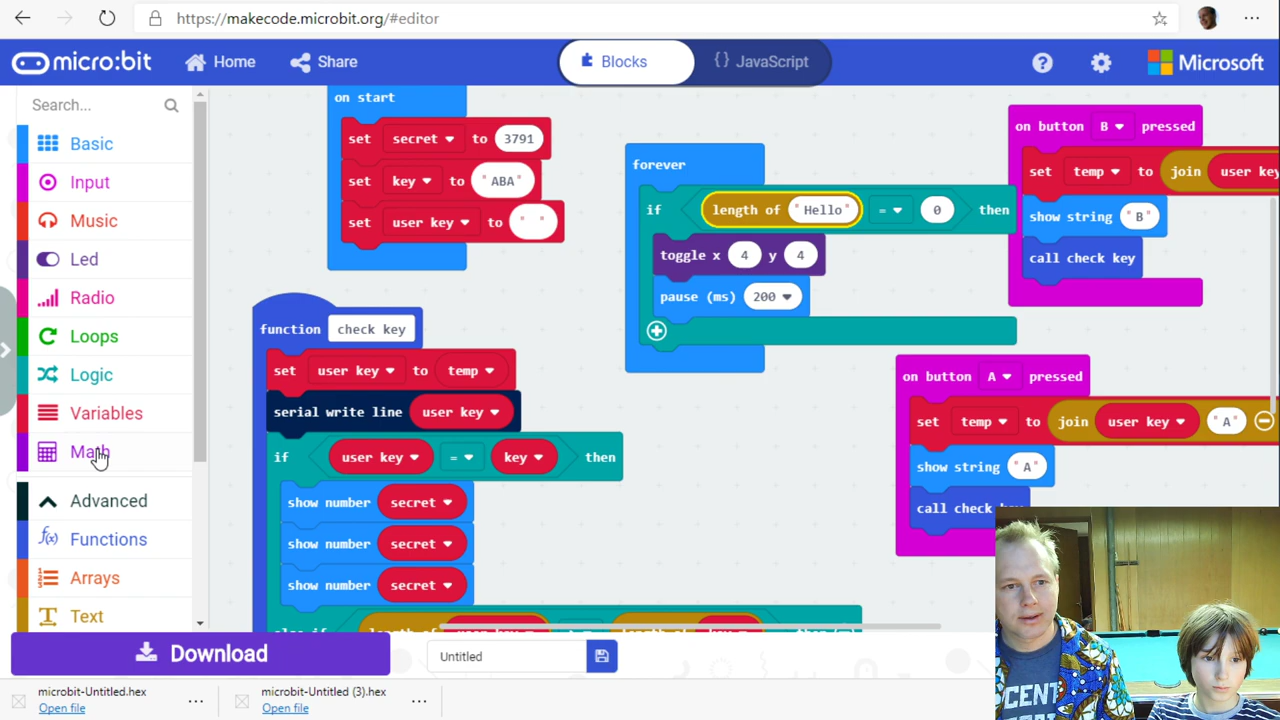 https://makecode.microbit.org/#editor
micro:bit Home Share Blocks {} JavaScript Microsoft
Search...
Basic
Input
Music
Led
Radio
Loops
Logic
Variables
Math
Advanced
f(x) Functions
Arrays
Text
on start
set secret to 3791
set key to "ABA"
set user key to " "
function check key
set user key to temp
serial write line user key
if user key = key then
show number secret
show number secret
show number secret
forever
if length of "Hello" = 0 then
toggle x 4 y 4
pause (ms) 200
on button B pressed
set temp to join user key
show string "B"
call check key
on button A pressed
set temp to join user key "A"
show string "A"
call check
Download
Untitled
microbit-Untitled.hex
Open file
microbit-Untitled (3).hex
Open file